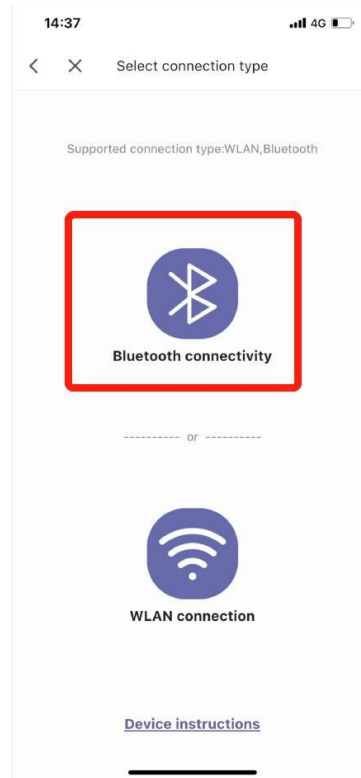 14:37
4G
Select connection type
Supported connection type:WLAN,Bluetooth
Bluetooth connectivity
---------- or ----------
WLAN connection
Device instructions